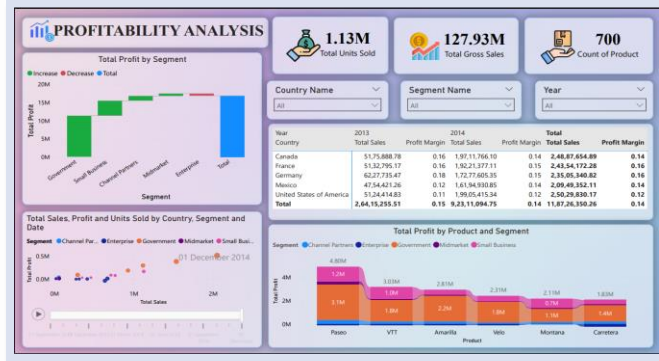 PROFITABILITY ANALYSIS
1.13M
Total Units Sold
127.93M
Total Gross Sales
700
Count of Product
Total Profit by Segment
Increase Decrease Total
20M
15M
10M
5M
0M
Total Profit
Government
Small Business
Channel Partners
Midmarket
Enterprise
Total
Segment
Country Name
All
Segment Name
All
Year
All
Year 2013 2014 Total
Country Total Sales Profit Margin Total Sales Profit Margin Total Sales Profit Margin
Canada 51,75,888.78 0.16 1,97,11,766.10 0.14 2,48,87,654.89 0.14
France 51,32,795.17 0.16 1,92,21,377.11 0.15 2,43,54,172.28 0.16
Germany 62,27,735.47 0.18 1,72,77,605.35 0.15 2,35,05,340.82 0.16
Mexico 47,54,421.26 0.12 1,61,94,930.85 0.14 2,09,49,352.11 0.14
United States of America 51,24,414.83 0.11 1,99,05,415.34 0.12 2,50,29,830.17 0.12
Total 2,64,15,255.51 0.15 9,23,11,094.75 0.14 11,87,26,350.26 0.14
Total Sales, Profit and Units Sold by Country, Segment and
Date
Segment Channel Par... Enterprise Government Midmarket Small Busi...
01 December 2014
0.5M
0.0M
Total Profit
0M 1M 2M
Total Sales
Total Profit by Product and Segment
Segment Channel Partners Enterprise Government Midmarket Small Business
4M
2M
0M
Total Profit
4.80M 3.03M 2.81M 2.31M 2.11M 1.83M
1.2M 1.0M 0.7M
3.1M 1.8M 2.2M 1.8M 1.1M 1.4M
Paseo VTT Amarilla Velo Montana Carretera
Product